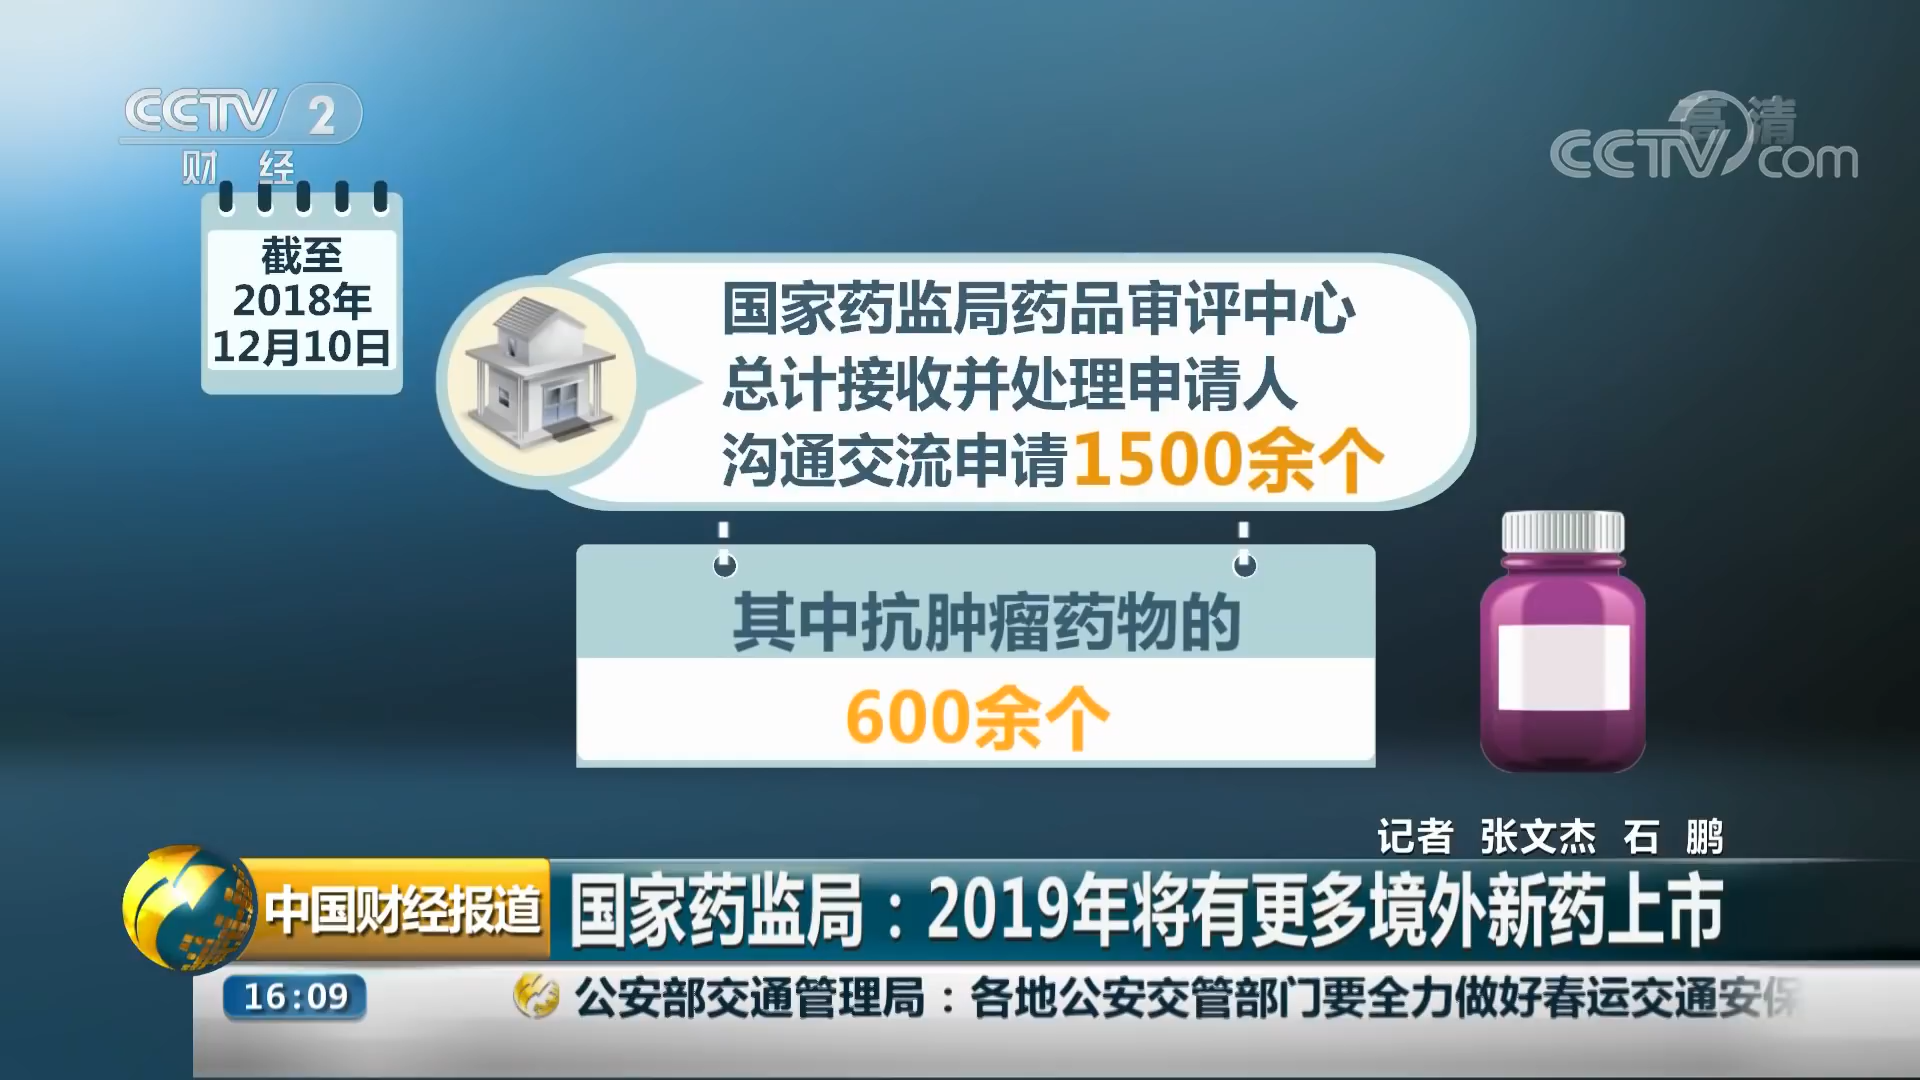 CCTV 2
财 经
高清
CCTV.com
截至
2018年
12月10日
国家药监局药品审评中心
总计接收并处理申请人
沟通交流申请1500余个
其中抗肿瘤药物的
600余个
记者 张文杰 石 鹏
中国财经报道
国家药监局：2019年将有更多境外新药上市
16:09
公安部交通管理局：各地公安交管部门要全力做好春运交通安保